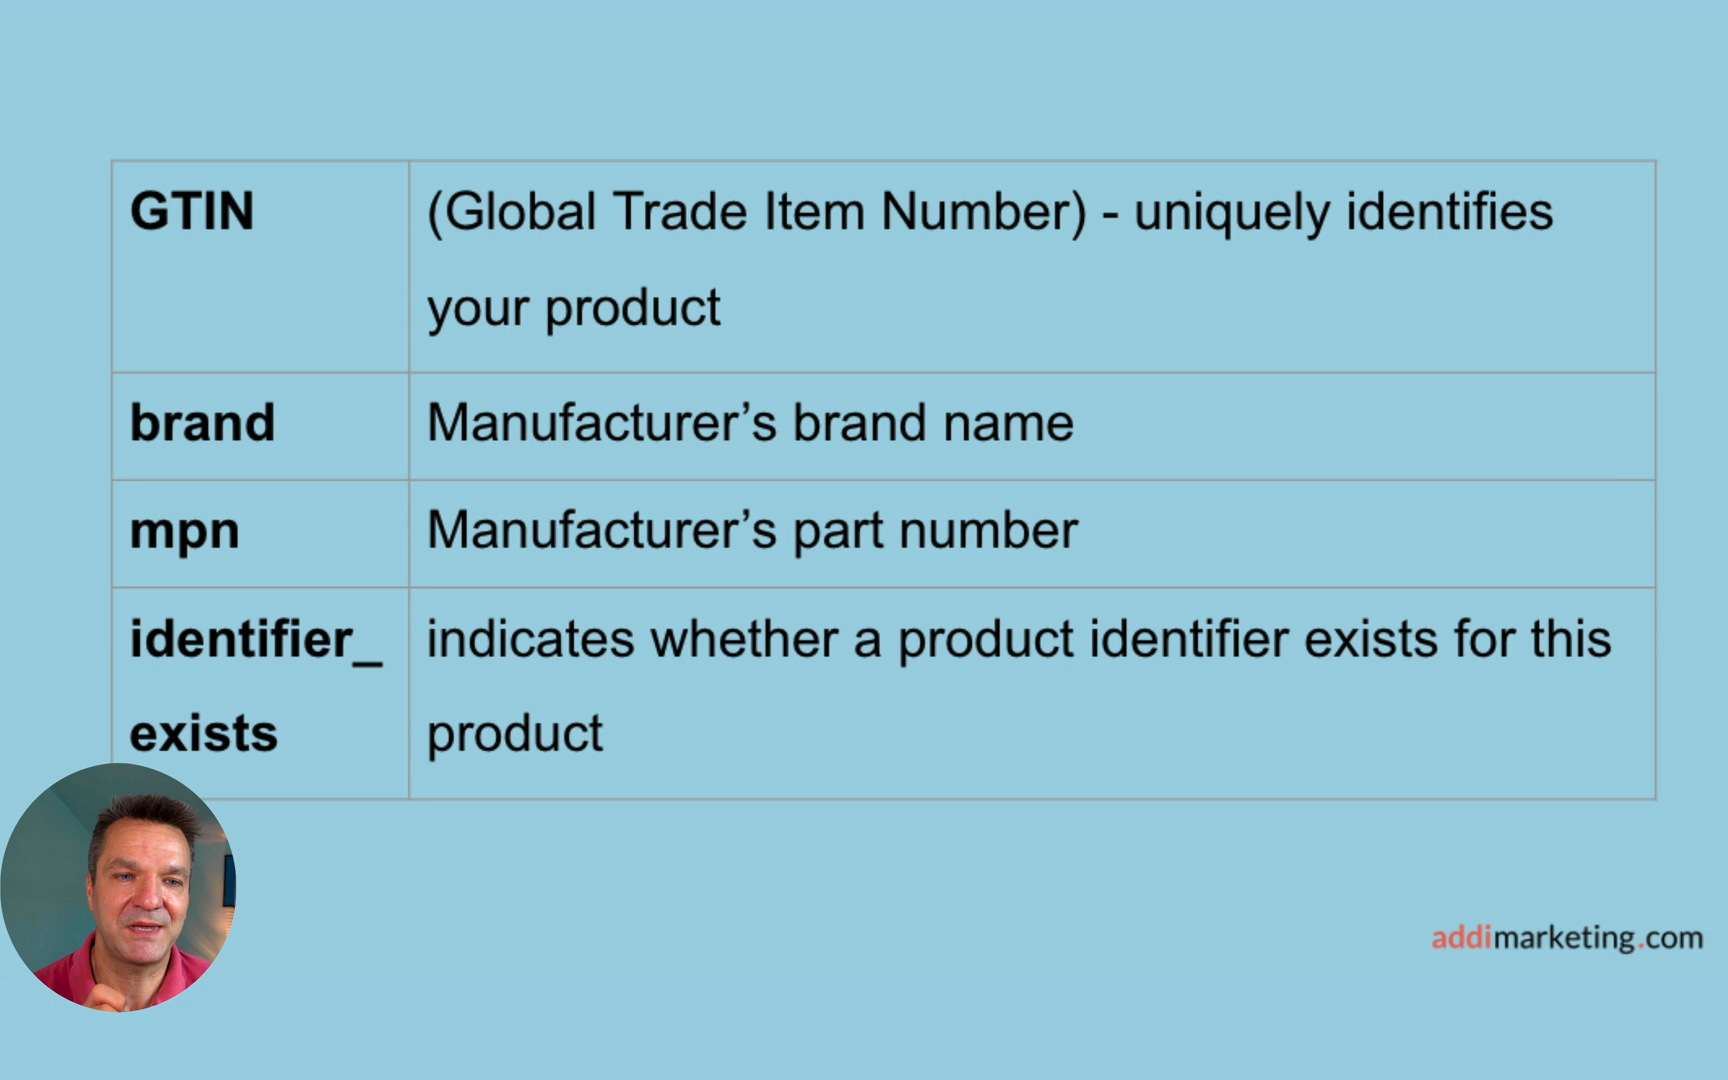 GTIN
(Global Trade Item Number) - uniquely identifies
your product
brand
Manufacturer’s brand name
mpn
Manufacturer’s part number
identifier_
exists
indicates whether a product identifier exists for this
product
addimarketing.com